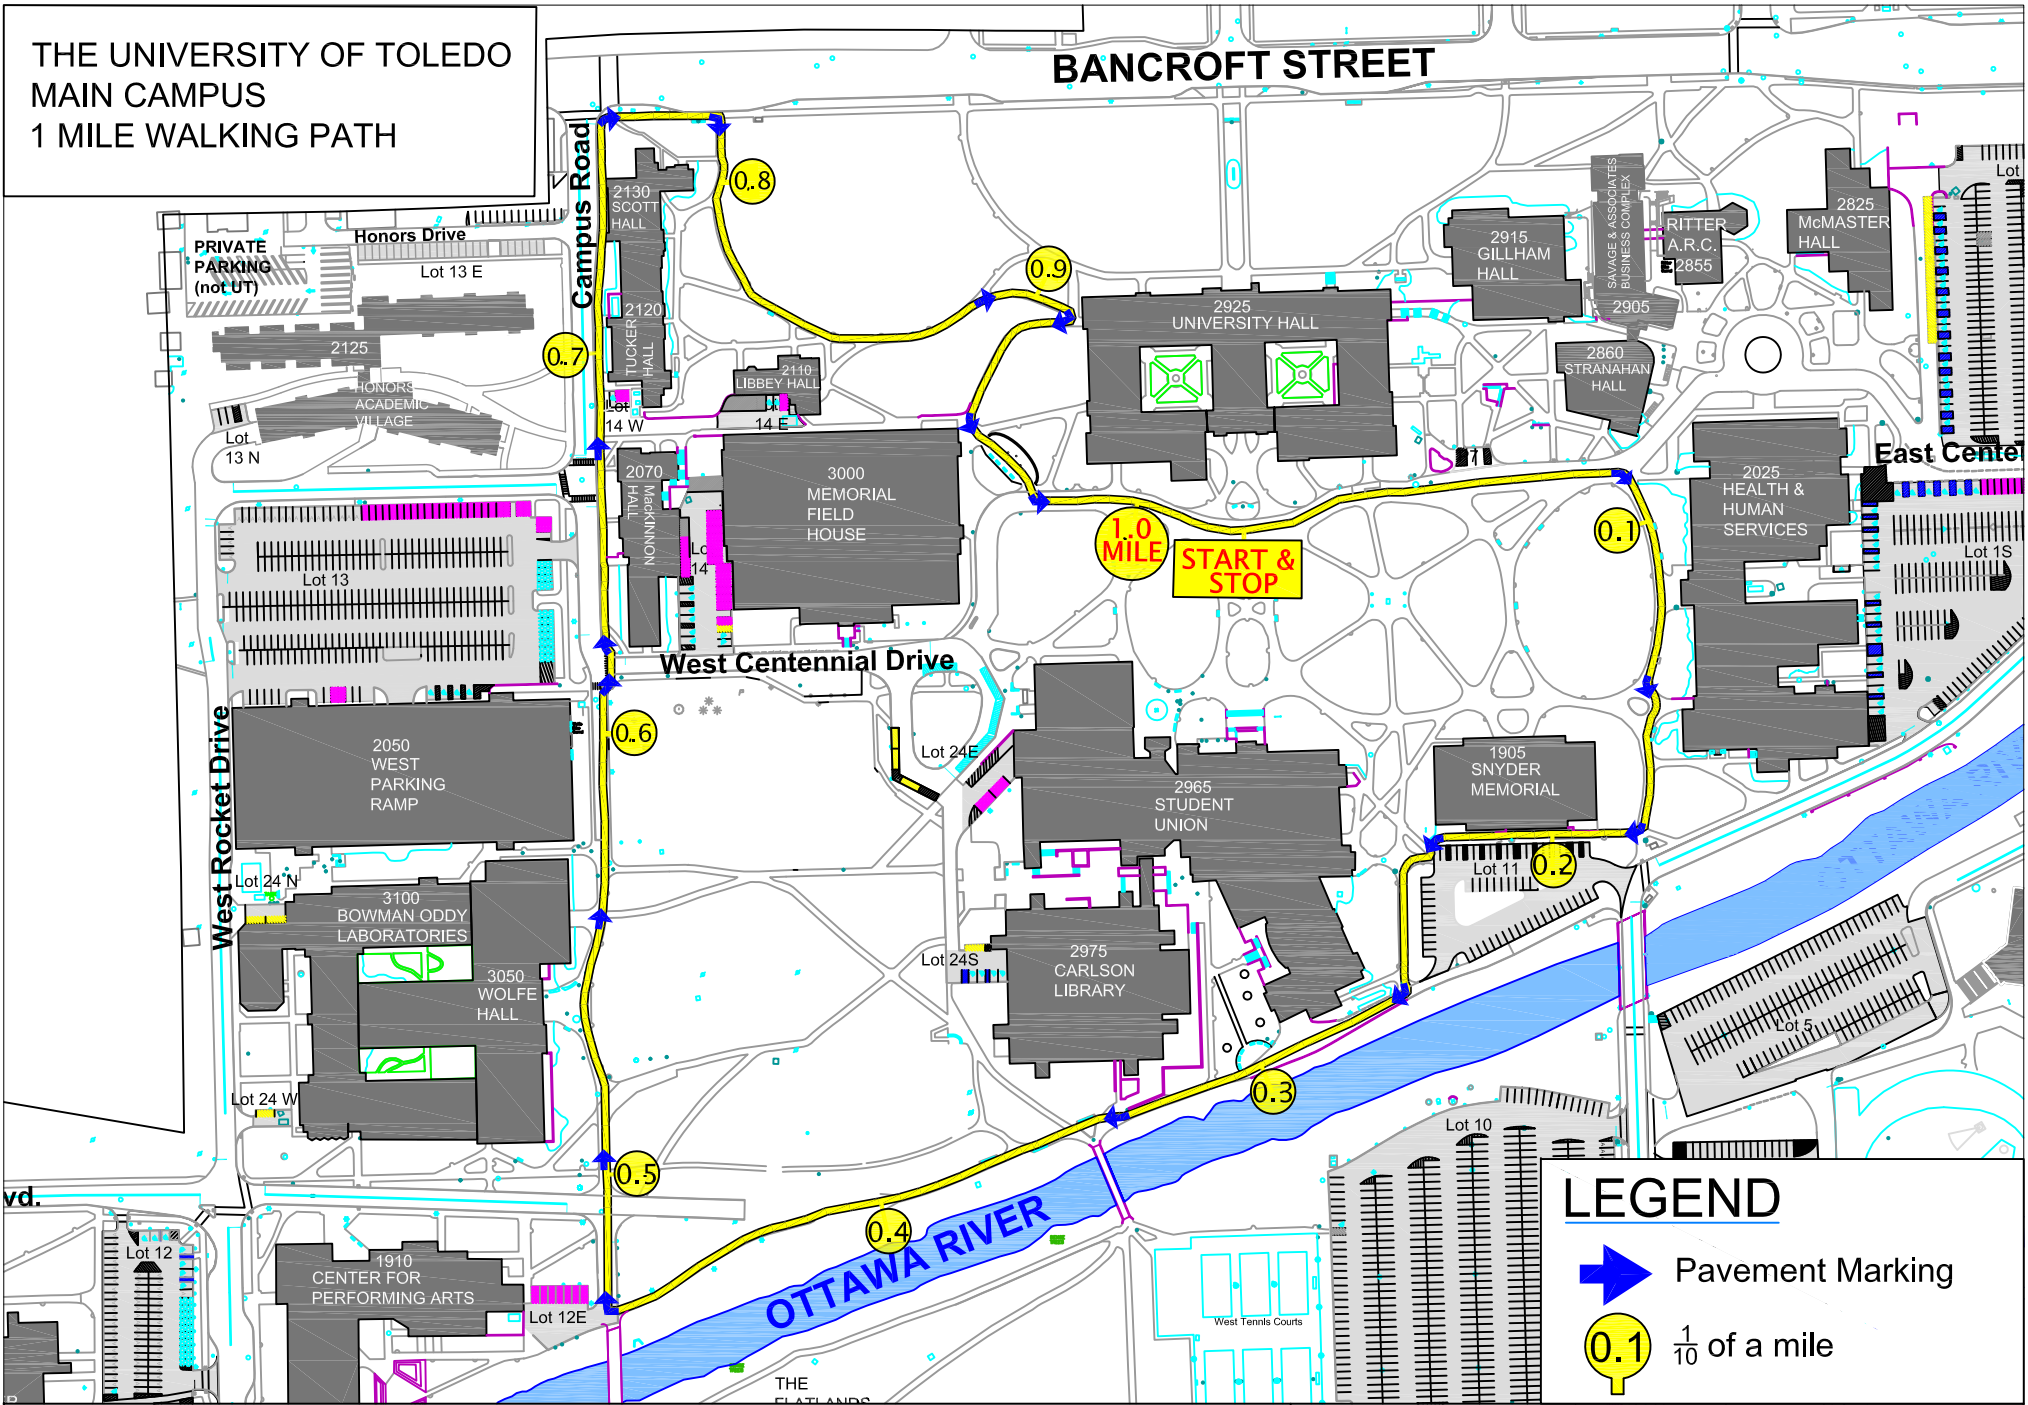 THE UNIVERSITY OF TOLEDO
MAIN CAMPUS
1 MILE WALKING PATH
BANCROFT STREET
Campus Road
Honors Drive
PRIVATE
PARKING
(not UT)
Lot 13 E
2130
SCOTT
HALL
0.8
0.9
2120
TUCKER
HALL
0.7
2125
HONORS
ACADEMIC
VILLAGE
Lot
13 N
Lot
14 W
2110
LIBBEY HALL
14 E
2925
UNIVERSITY HALL
2915
GILLHAM
HALL
SAVAGE & ASSOCIATES
BUSINESS COMPLEX
2905
RITTER
A.R.C.
2855
2825
McMASTER
HALL
Lot
2860
STRANAHAN
HALL
East Center
2070
MacKINNON
HALL
3000
MEMORIAL
FIELD
HOUSE
Lo
14
7
2025
HEALTH &
HUMAN
SERVICES
Lot 1S
Lot 13
1.0
MILE
START &
STOP
0.1
West Centennial Drive
0.6
2050
WEST
PARKING
RAMP
West Rocket Drive
Lot 24E
2965
STUDENT
UNION
1905
SNYDER
MEMORIAL
Lot 11
0.2
Lot 24 N
3100
BOWMAN ODDY
LABORATORIES
3050
WOLFE
HALL
Lot 24S
2975
CARLSON
LIBRARY
Lot 5
Lot 24 W
0.3
Lot 10
0.5
0.4
vd.
OTTAWA RIVER
Lot 12
1910
CENTER FOR
PERFORMING ARTS
Lot 12E
West Tennis Courts
THE
FLATLANDS
LEGEND
Pavement Marking
0.1 1/10 of a mile